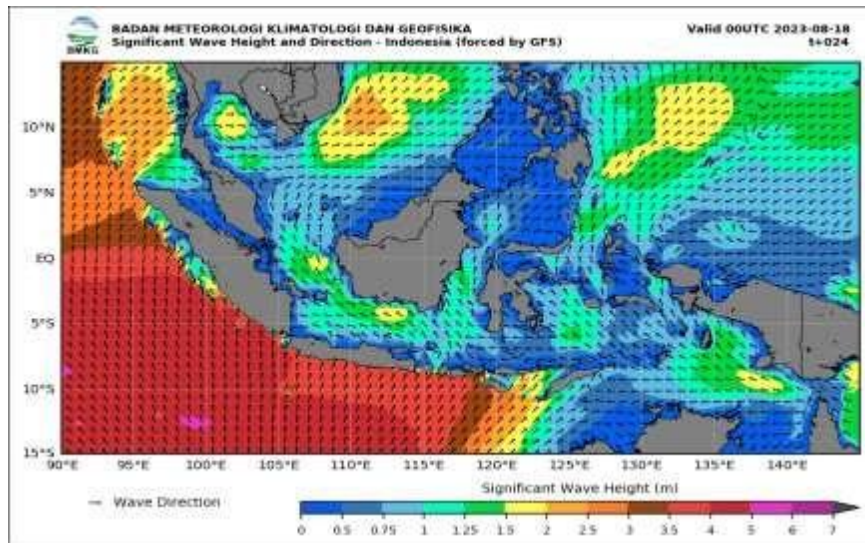 BMKG
BADAN METEOROLOGI KLIMATOLOGI DAN GEOFISIKA
Significant Wave Height and Direction - Indonesia (forced by GFS)
Valid 00UTC 2023-08-18
t+024
10°N
5°N
EQ
5°S
10°S
15°S
90°E 95°E 100°E 105°E 110°E 115°E 120°E 125°E 130°E 135°E 140°E
→ Wave Direction
Significant Wave Height (m)
0 0.5 0.75 1 1.25 1.5 2 2.5 3 3.5 4 5 6 7